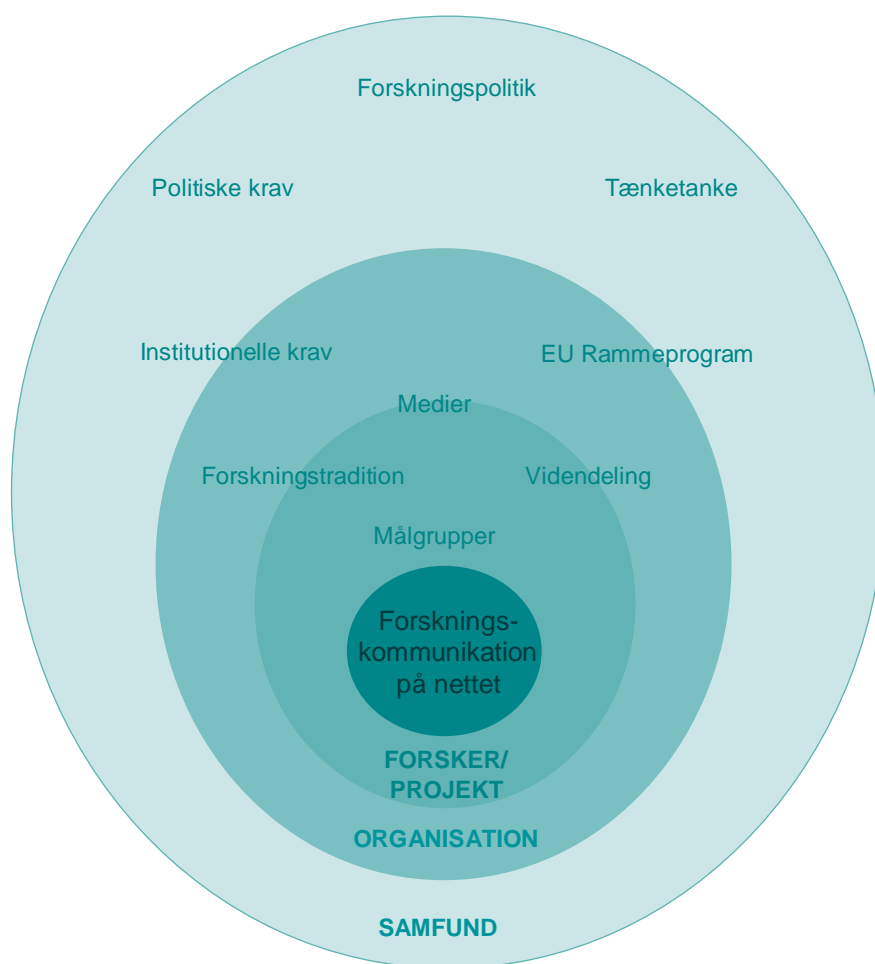 Forskningspolitik
Politiske krav
Tænketanke
Institutionelle krav
EU Rammeprogram
Medier
Forskningstradition
Videndeling
Målgrupper
Forsknings-
kommunikation
på nettet
FORSKER/
PROJEKT
ORGANISATION
SAMFUND